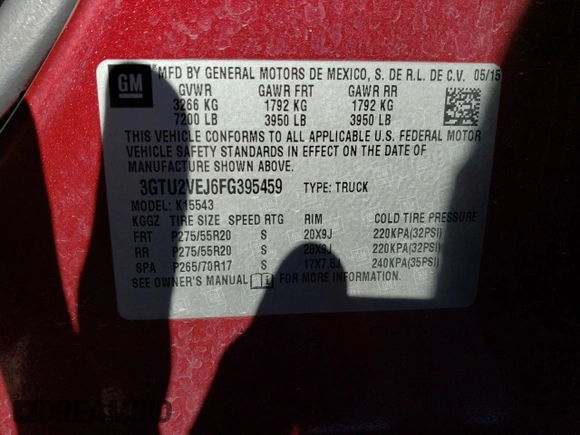 GM
MFD BY GENERAL MOTORS DE MEXICO, S. DE R.L. DE C.V. 05/15
GVWR GAWR FRT GAWR RR
3266 KG 1792 KG 1792 KG
7200 LB 3950 LB 3950 LB
THIS VEHICLE CONFORMS TO ALL APPLICABLE U.S. FEDERAL MOTOR
VEHICLE SAFETY STANDARDS IN EFFECT ON THE DATE OF
MANUFACTURE SHOWN ABOVE.
3GTU2VEJ6FG395459 TYPE: TRUCK
MODEL: K15543
KGGZ TIRE SIZE SPEED RTG RIM COLD TIRE PRESSURE
FRT P275/55R20 S 20X9J 220KPA(32PSI)
RR P275/55R20 S 20X9J 220KPA(32PSI)
SPA P265/70R17 S 17X7.5J 240KPA(35PSI)
SEE OWNER'S MANUAL FOR MORE INFORMATION.
DREAMBID